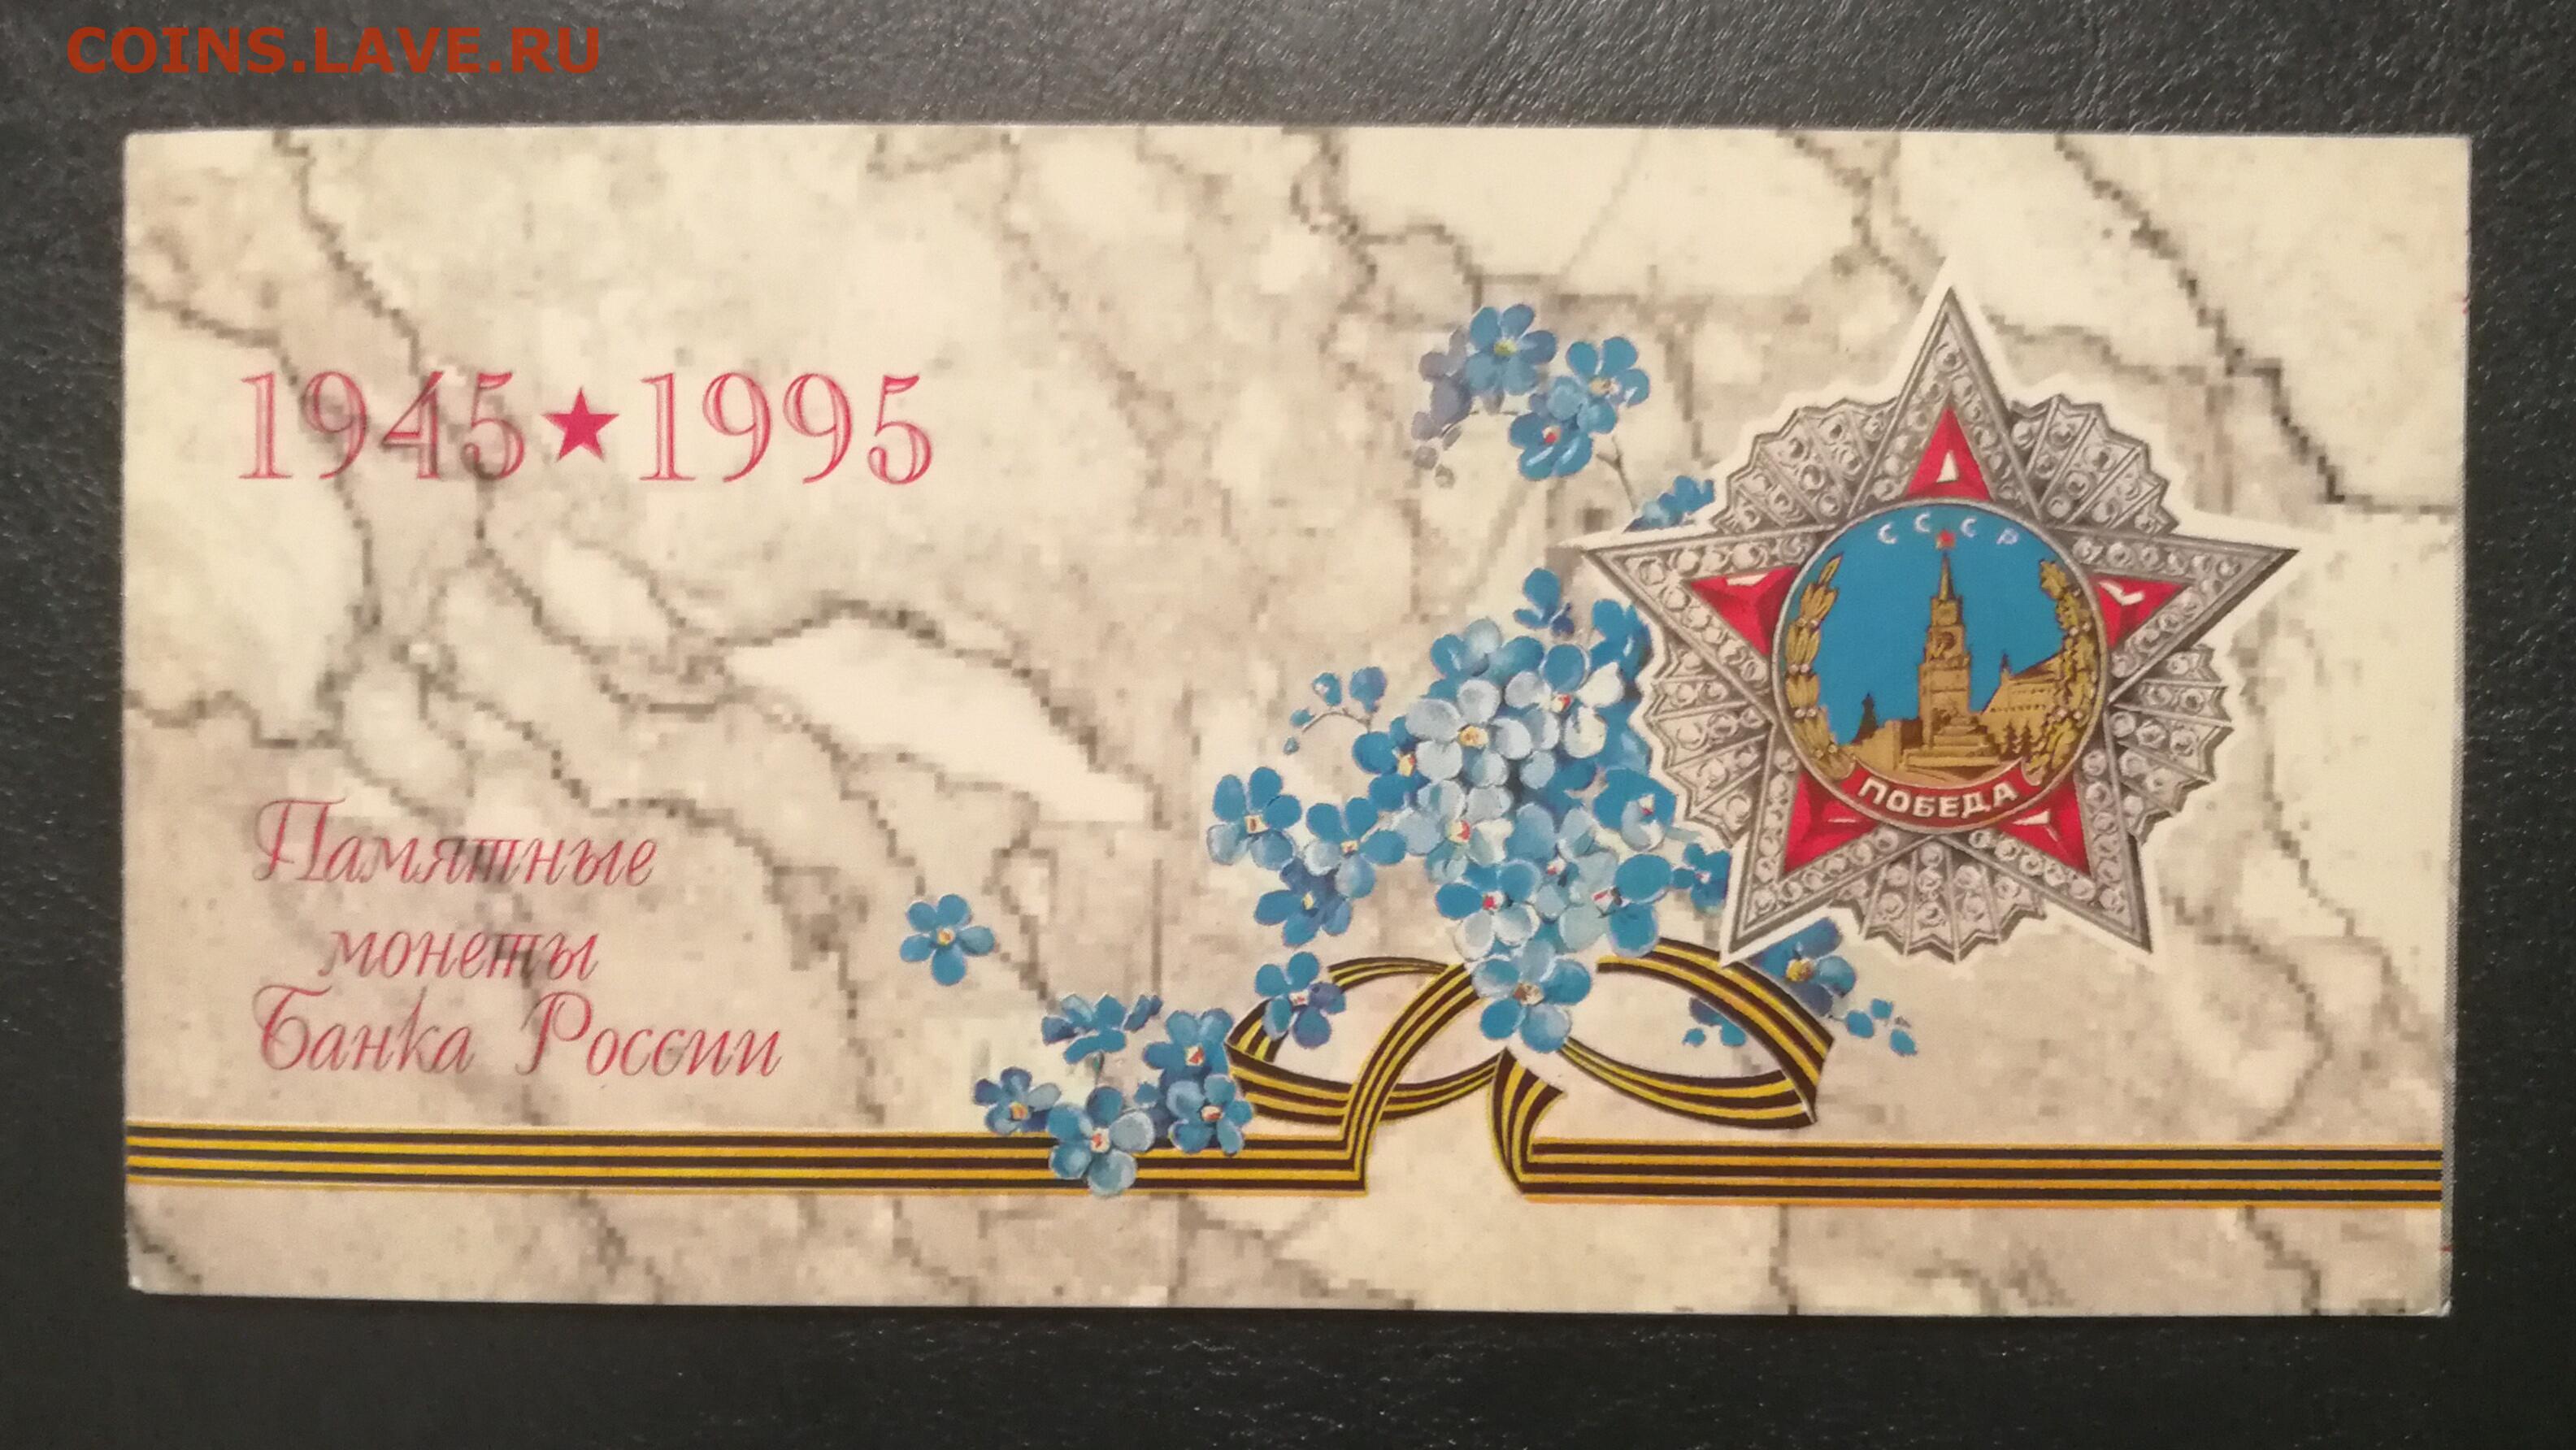 COINS.LAVE.RU
1945★1995
СССР
ПОБЕДА
Памятные
монеты
Банка России